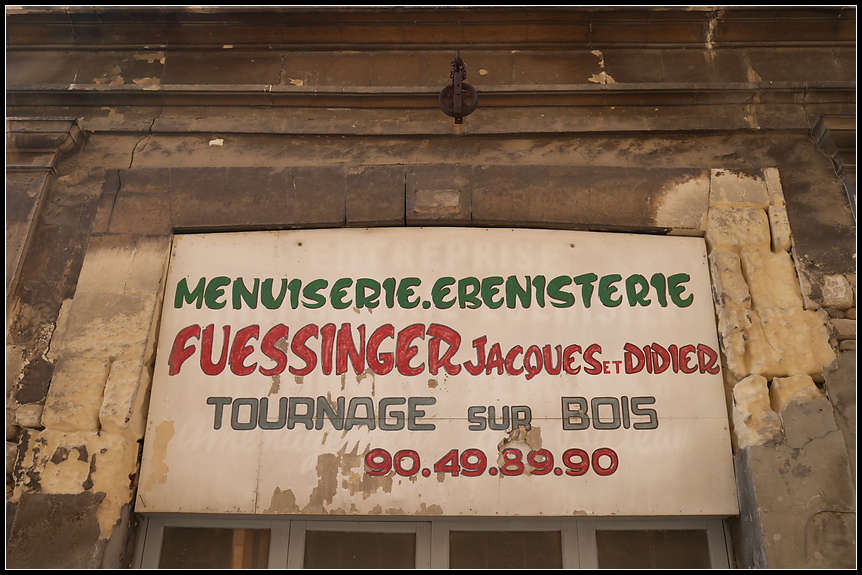 MENUISERIE.EBENISTERIE
FUESSINGER JACQUES ET DIDIER
TOURNAGE SUR BOIS
90.49.89.90